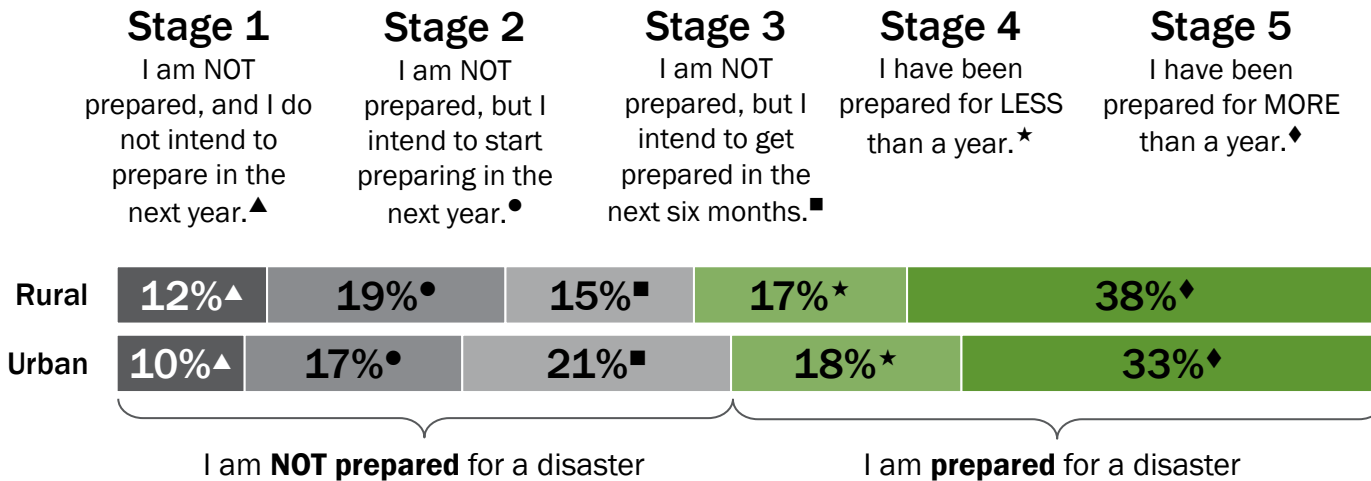 Stage 1
I am NOT
prepared, and I do
not intend to
prepare in the
next year.▲
Stage 2
I am NOT
prepared, but I
intend to start
preparing in the
next year.●
Stage 3
I am NOT
prepared, but I
intend to get
prepared in the
next six months.■
Stage 4
I have been
prepared for LESS
than a year.★
Stage 5
I have been
prepared for MORE
than a year.♦
Rural 12%▲ 19%● 15%■ 17%★ 38%♦
Urban 10%▲ 17%● 21%■ 18%★ 33%♦
I am NOT prepared for a disaster
I am prepared for a disaster